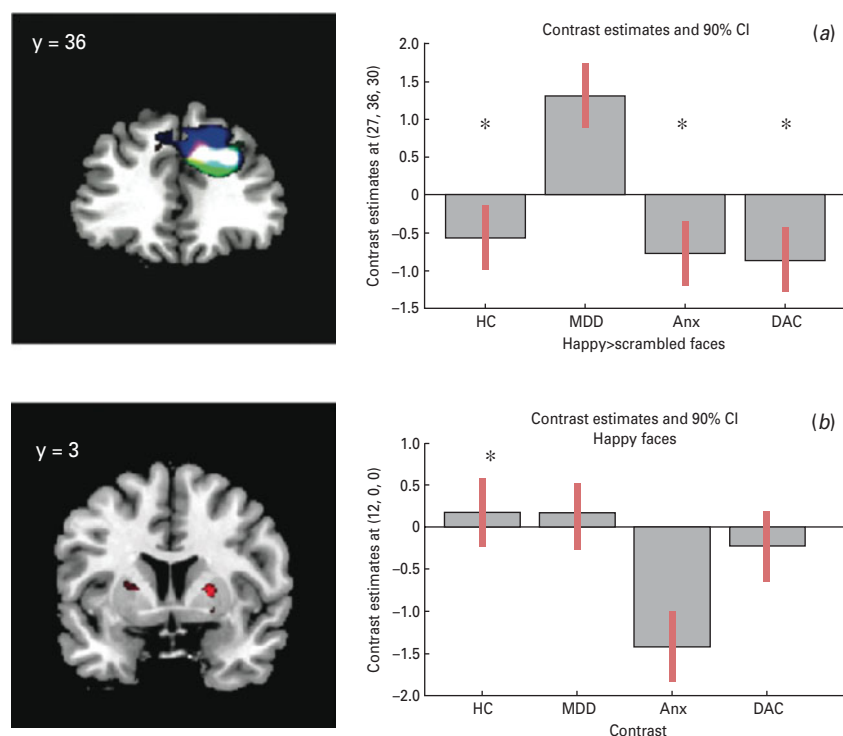 y = 36
Contrast estimates and 90% CI
(a)
Contrast estimates at (27, 36, 30)
2.0
1.5
1.0
0.5
0
−0.5
−1.0
−1.5
* * *
HC MDD Anx DAC
Happy>scrambled faces
y = 3
Contrast estimates and 90% CI
Happy faces
(b)
Contrast estimates at (12, 0, 0)
1.0
0.5
0
−0.5
−1.0
−1.5
−2.0
*
HC MDD Anx DAC
Contrast